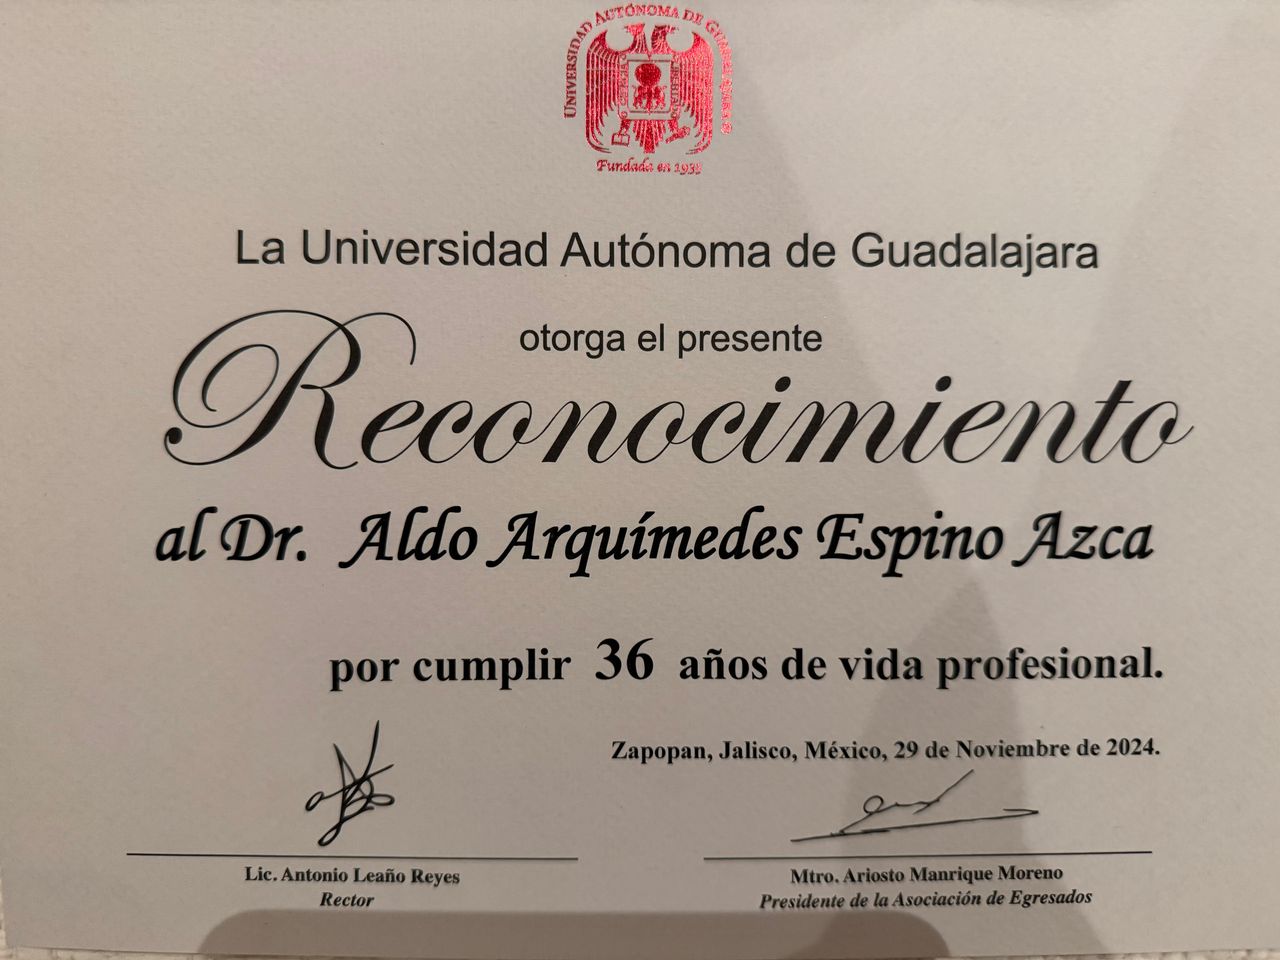 UNIVERSIDAD AUTÓNOMA DE GUADALAJARA
Fundada en 1935
La Universidad Autónoma de Guadalajara
otorga el presente
Reconocimiento
al Dr. Aldo Arquímedes Espino Azca
por cumplir 36 años de vida profesional.
Zapopan, Jalisco, México, 29 de Noviembre de 2024.
Lic. Antonio Leaño Reyes
Rector
Mtro. Ariosto Manrique Moreno
Presidente de la Asociación de Egresados